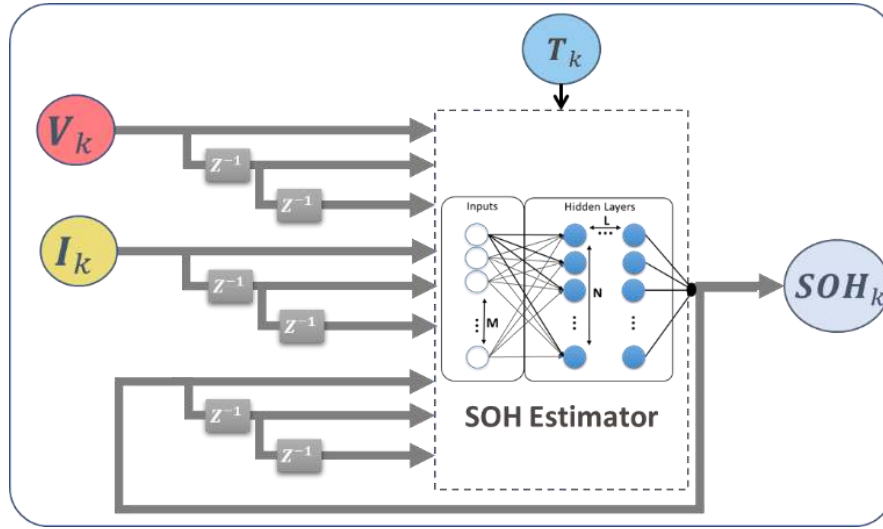 T_k
V_k
Z^{-1}
Z^{-1}
Inputs
Hidden Layers
L
...
I_k
Z^{-1}
Z^{-1}
M
N
...
...
...
SOH_k
Z^{-1}
Z^{-1}
SOH Estimator